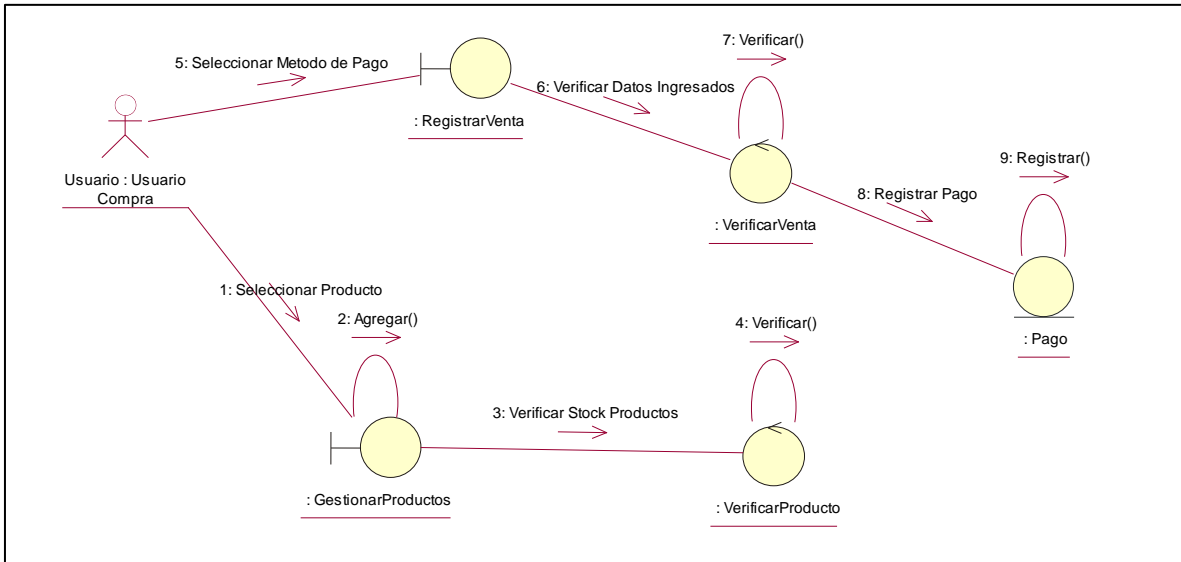 7: Verificar()
5: Seleccionar Metodo de Pago
6: Verificar Datos Ingresados
: RegistrarVenta
9: Registrar()
Usuario : Usuario
Compra
8: Registrar Pago
: VerificarVenta
1: Seleccionar Producto
2: Agregar()
4: Verificar()
: Pago
3: Verificar Stock Productos
: GestionarProductos
: VerificarProducto